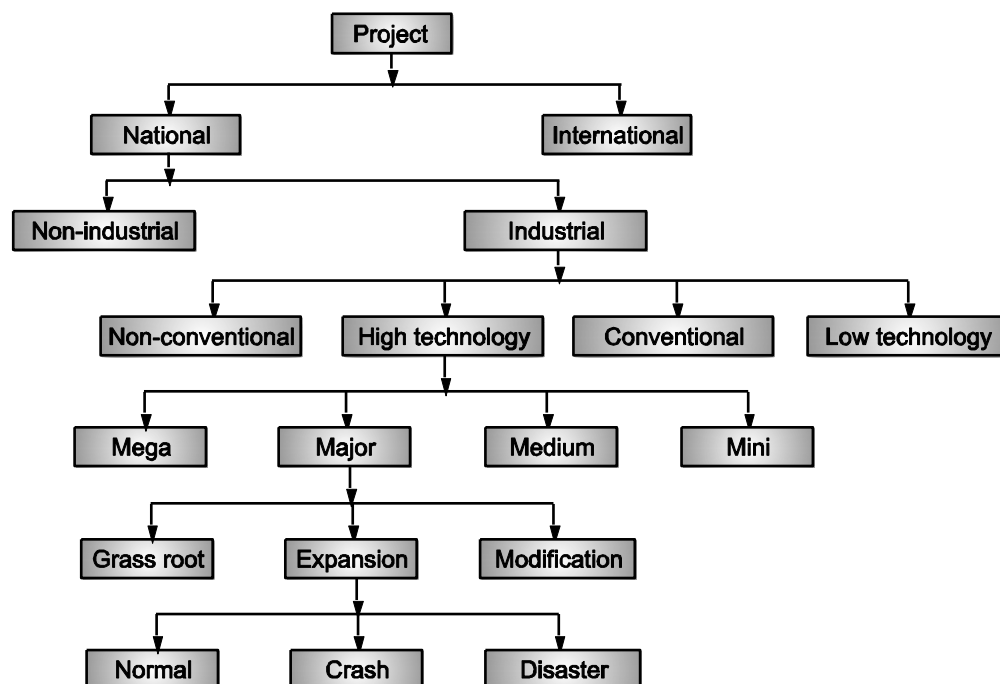 Project
National
International
Non-industrial
Industrial
Non-conventional
High technology
Conventional
Low technology
Mega
Major
Medium
Mini
Grass root
Expansion
Modification
Normal
Crash
Disaster